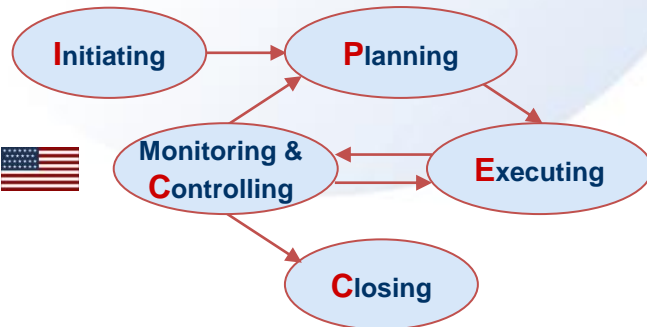 Initiating
Planning
Monitoring &
Controlling
Executing
Closing